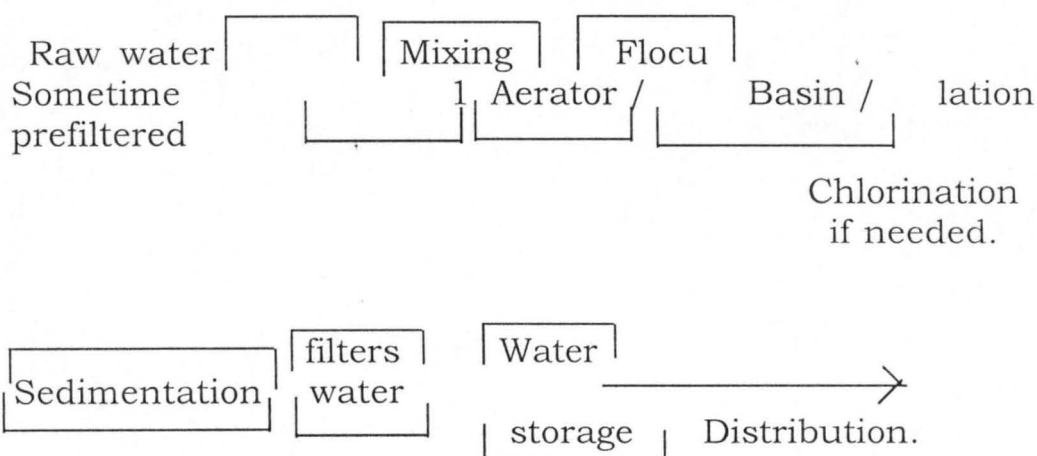 Raw water Mixing Flocu
Sometime 1 Aerator / Basin / lation
prefiltered
Chlorination
if needed.
filters Water
Sedimentation water
storage Distribution.